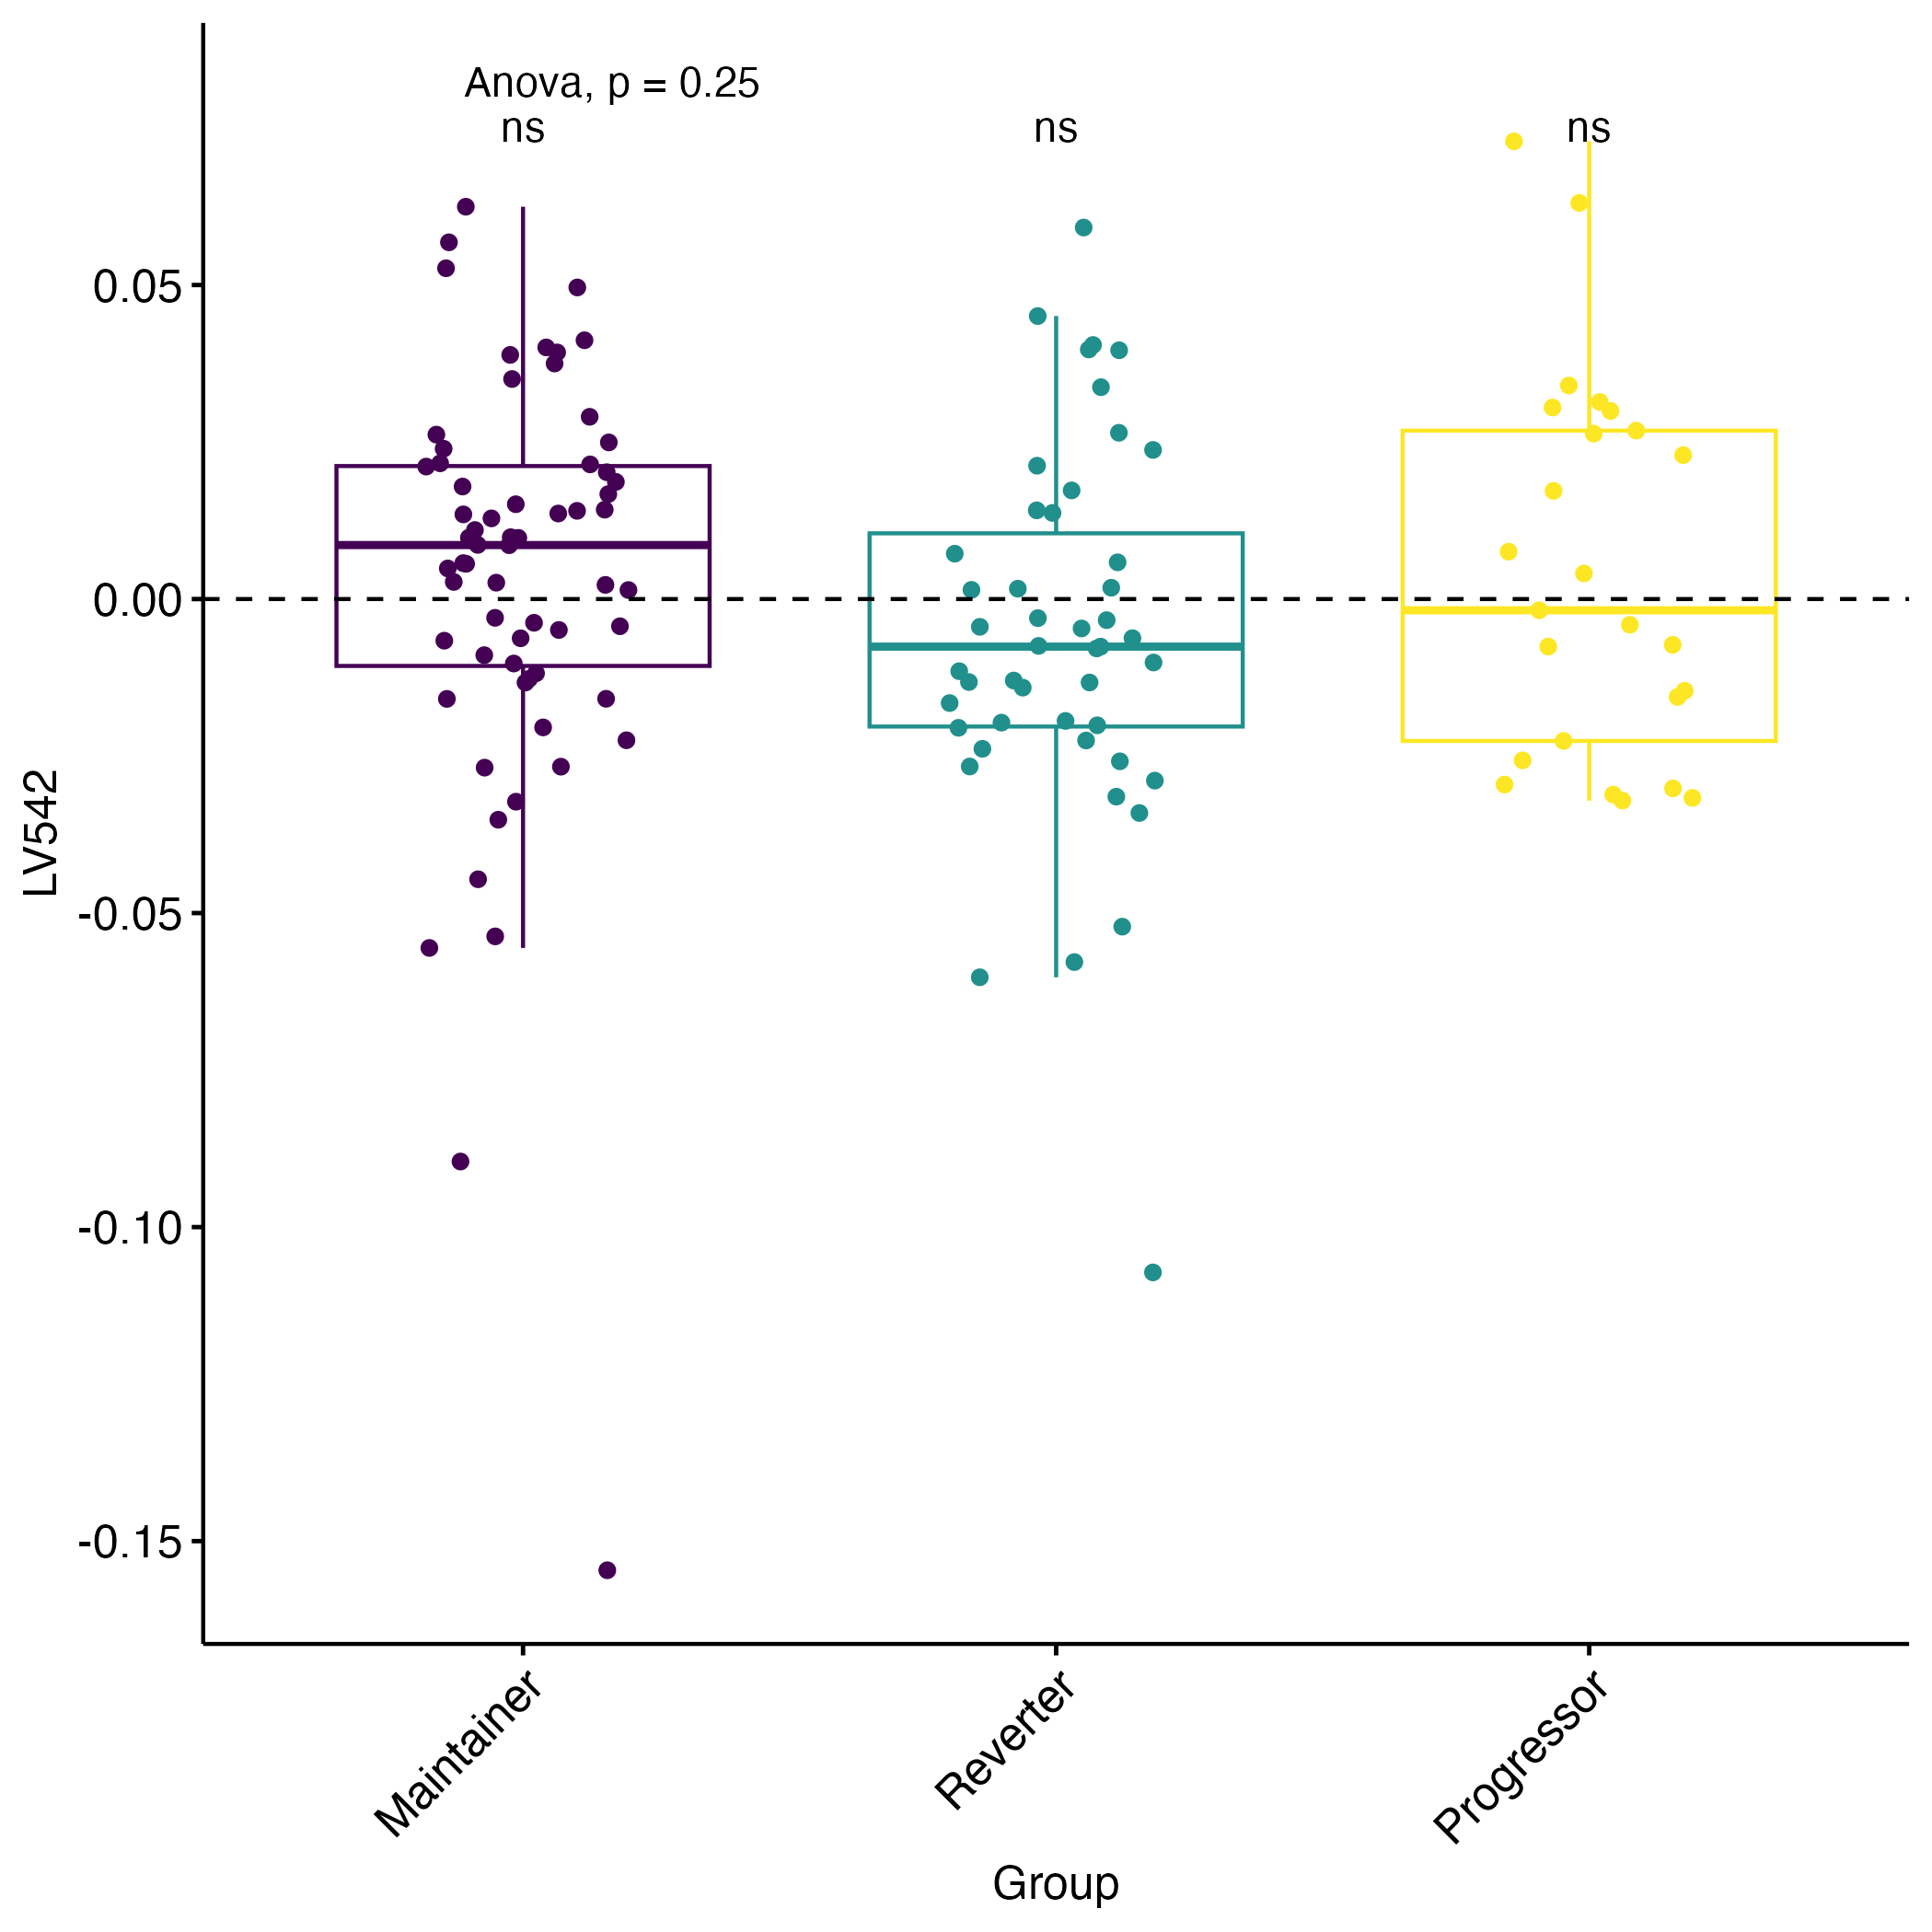 Anova, p = 0.25
ns ns ns
0.05
0.00
-0.05
-0.10
-0.15
LV542
Maintainer Reverter Progressor
Group